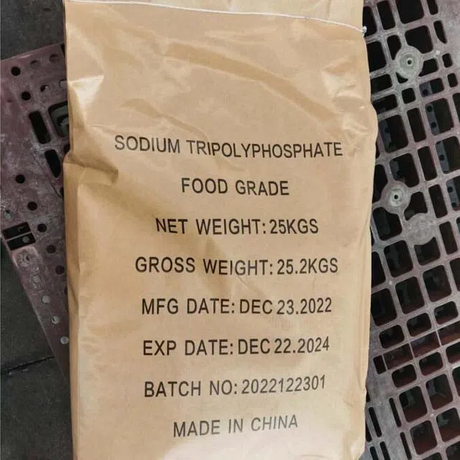 SODIUM TRIPOLYPHOSPHATE
FOOD GRADE
NET WEIGHT: 25KGS
GROSS WEIGHT: 25.2KGS
MFG DATE: DEC 23.2022
EXP DATE: DEC 22.2024
BATCH NO: 2022122301
MADE IN CHINA